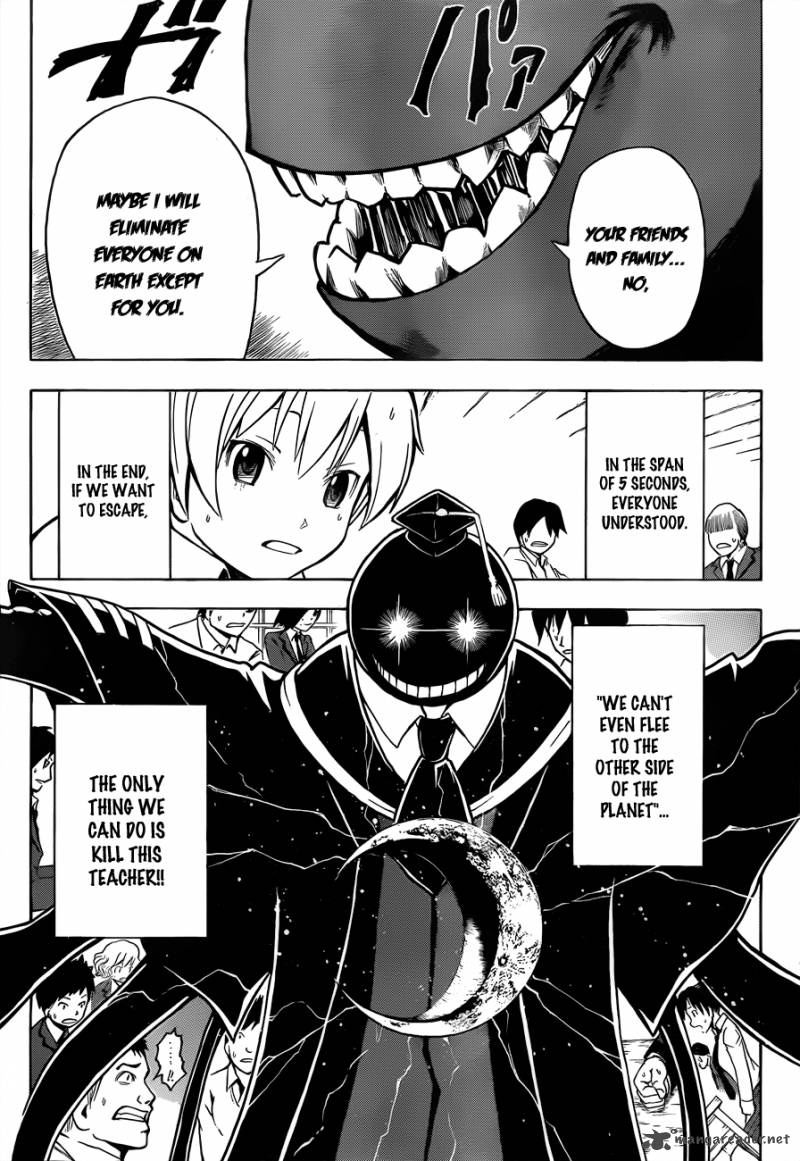 ガパァ
YOUR FRIENDS
AND FAMILY...
NO,
MAYBE I WILL
ELIMINATE
EVERYONE ON
EARTH EXCEPT
FOR YOU.
IN THE SPAN
OF 5 SECONDS,
EVERYONE
UNDERSTOOD.
IN THE END,
IF WE WANT
TO ESCAPE,
"WE CAN'T
EVEN FLEE
TO THE
OTHER SIDE
OF THE
PLANET"...
THE ONLY
THING WE
CAN DO IS
KILL THIS
TEACHER!!
......
mangareader.net